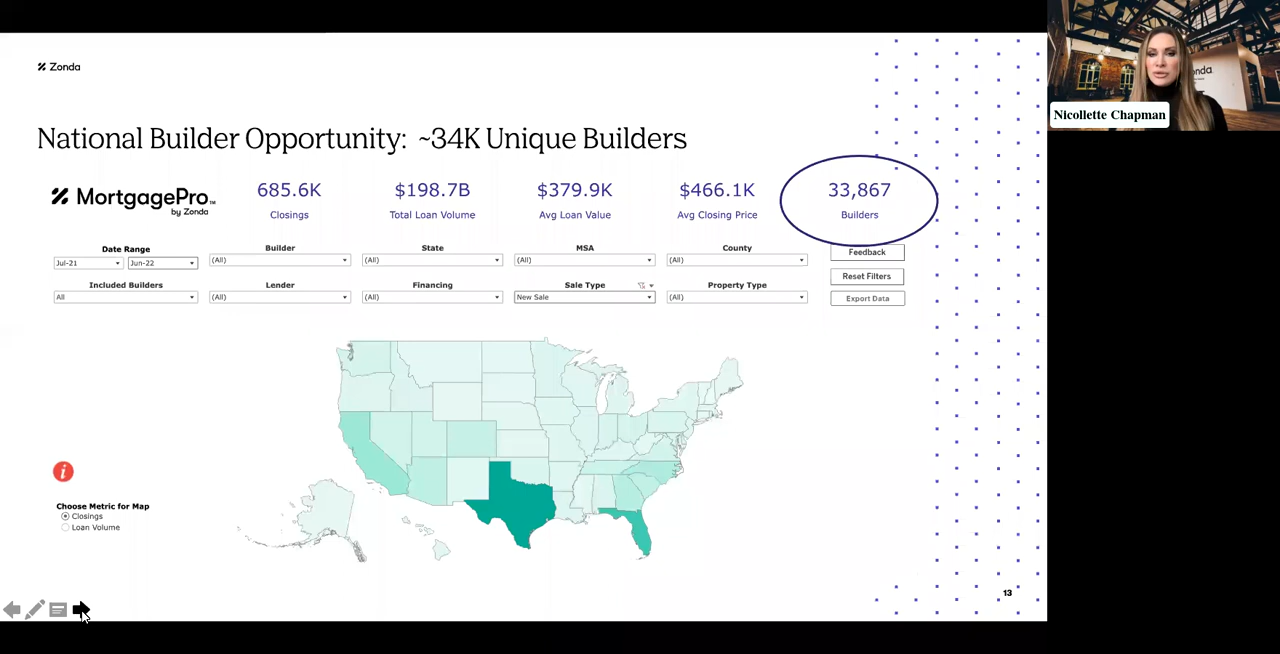 Zonda
National Builder Opportunity: ~34K Unique Builders
MortgagePro™
by Zonda
685.6K
Closings
$198.7B
Total Loan Volume
$379.9K
Avg Loan Value
$466.1K
Avg Closing Price
33,867
Builders
Date Range
Jul-21
Jun-22
Builder
(All)
State
(All)
MSA
(All)
County
(All)
Feedback
Included Builders
All
Lender
(All)
Financing
(All)
Sale Type
New Sale
Property Type
(All)
Reset Filters
Export Data
i
Choose Metric for Map
Closings
Loan Volume
13
onda
Nicollette Chapman